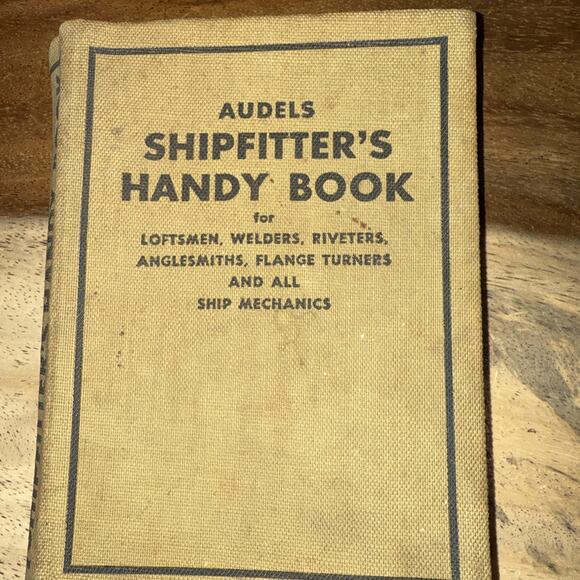 AUDELS
SHIPFITTER'S
HANDY BOOK
for
LOFTSMEN, WELDERS, RIVETERS,
ANGLESMITHS, FLANGE TURNERS
AND ALL
SHIP MECHANICS